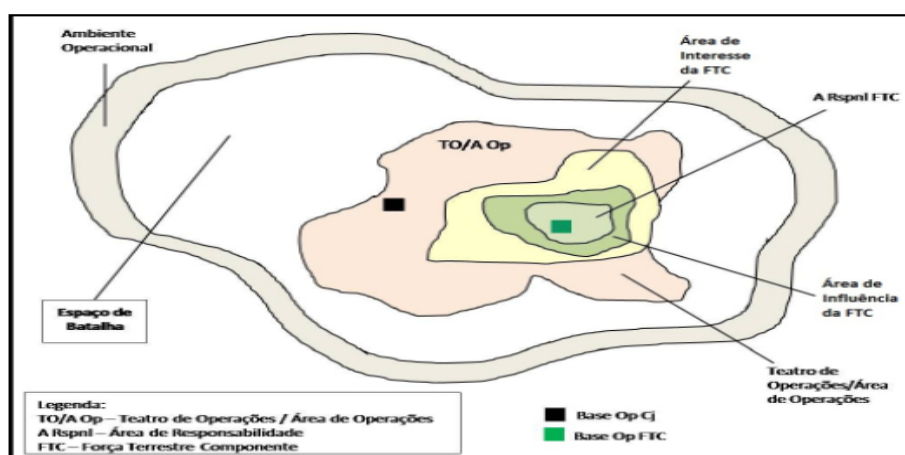 Ambiente
Operacional
Área de
Interesse
da FTC
A Rspnl FTC
TO/A Op
Espaço de
Batalha
Área de
Influência
da FTC
Teatro de
Operações/Área
de Operações
Legenda:
TO/A Op – Teatro de Operações / Área de Operações
A Rspnl – Área de Responsabilidade
FTC – Força Terrestre Componente
Base Op Cj
Base Op FTC